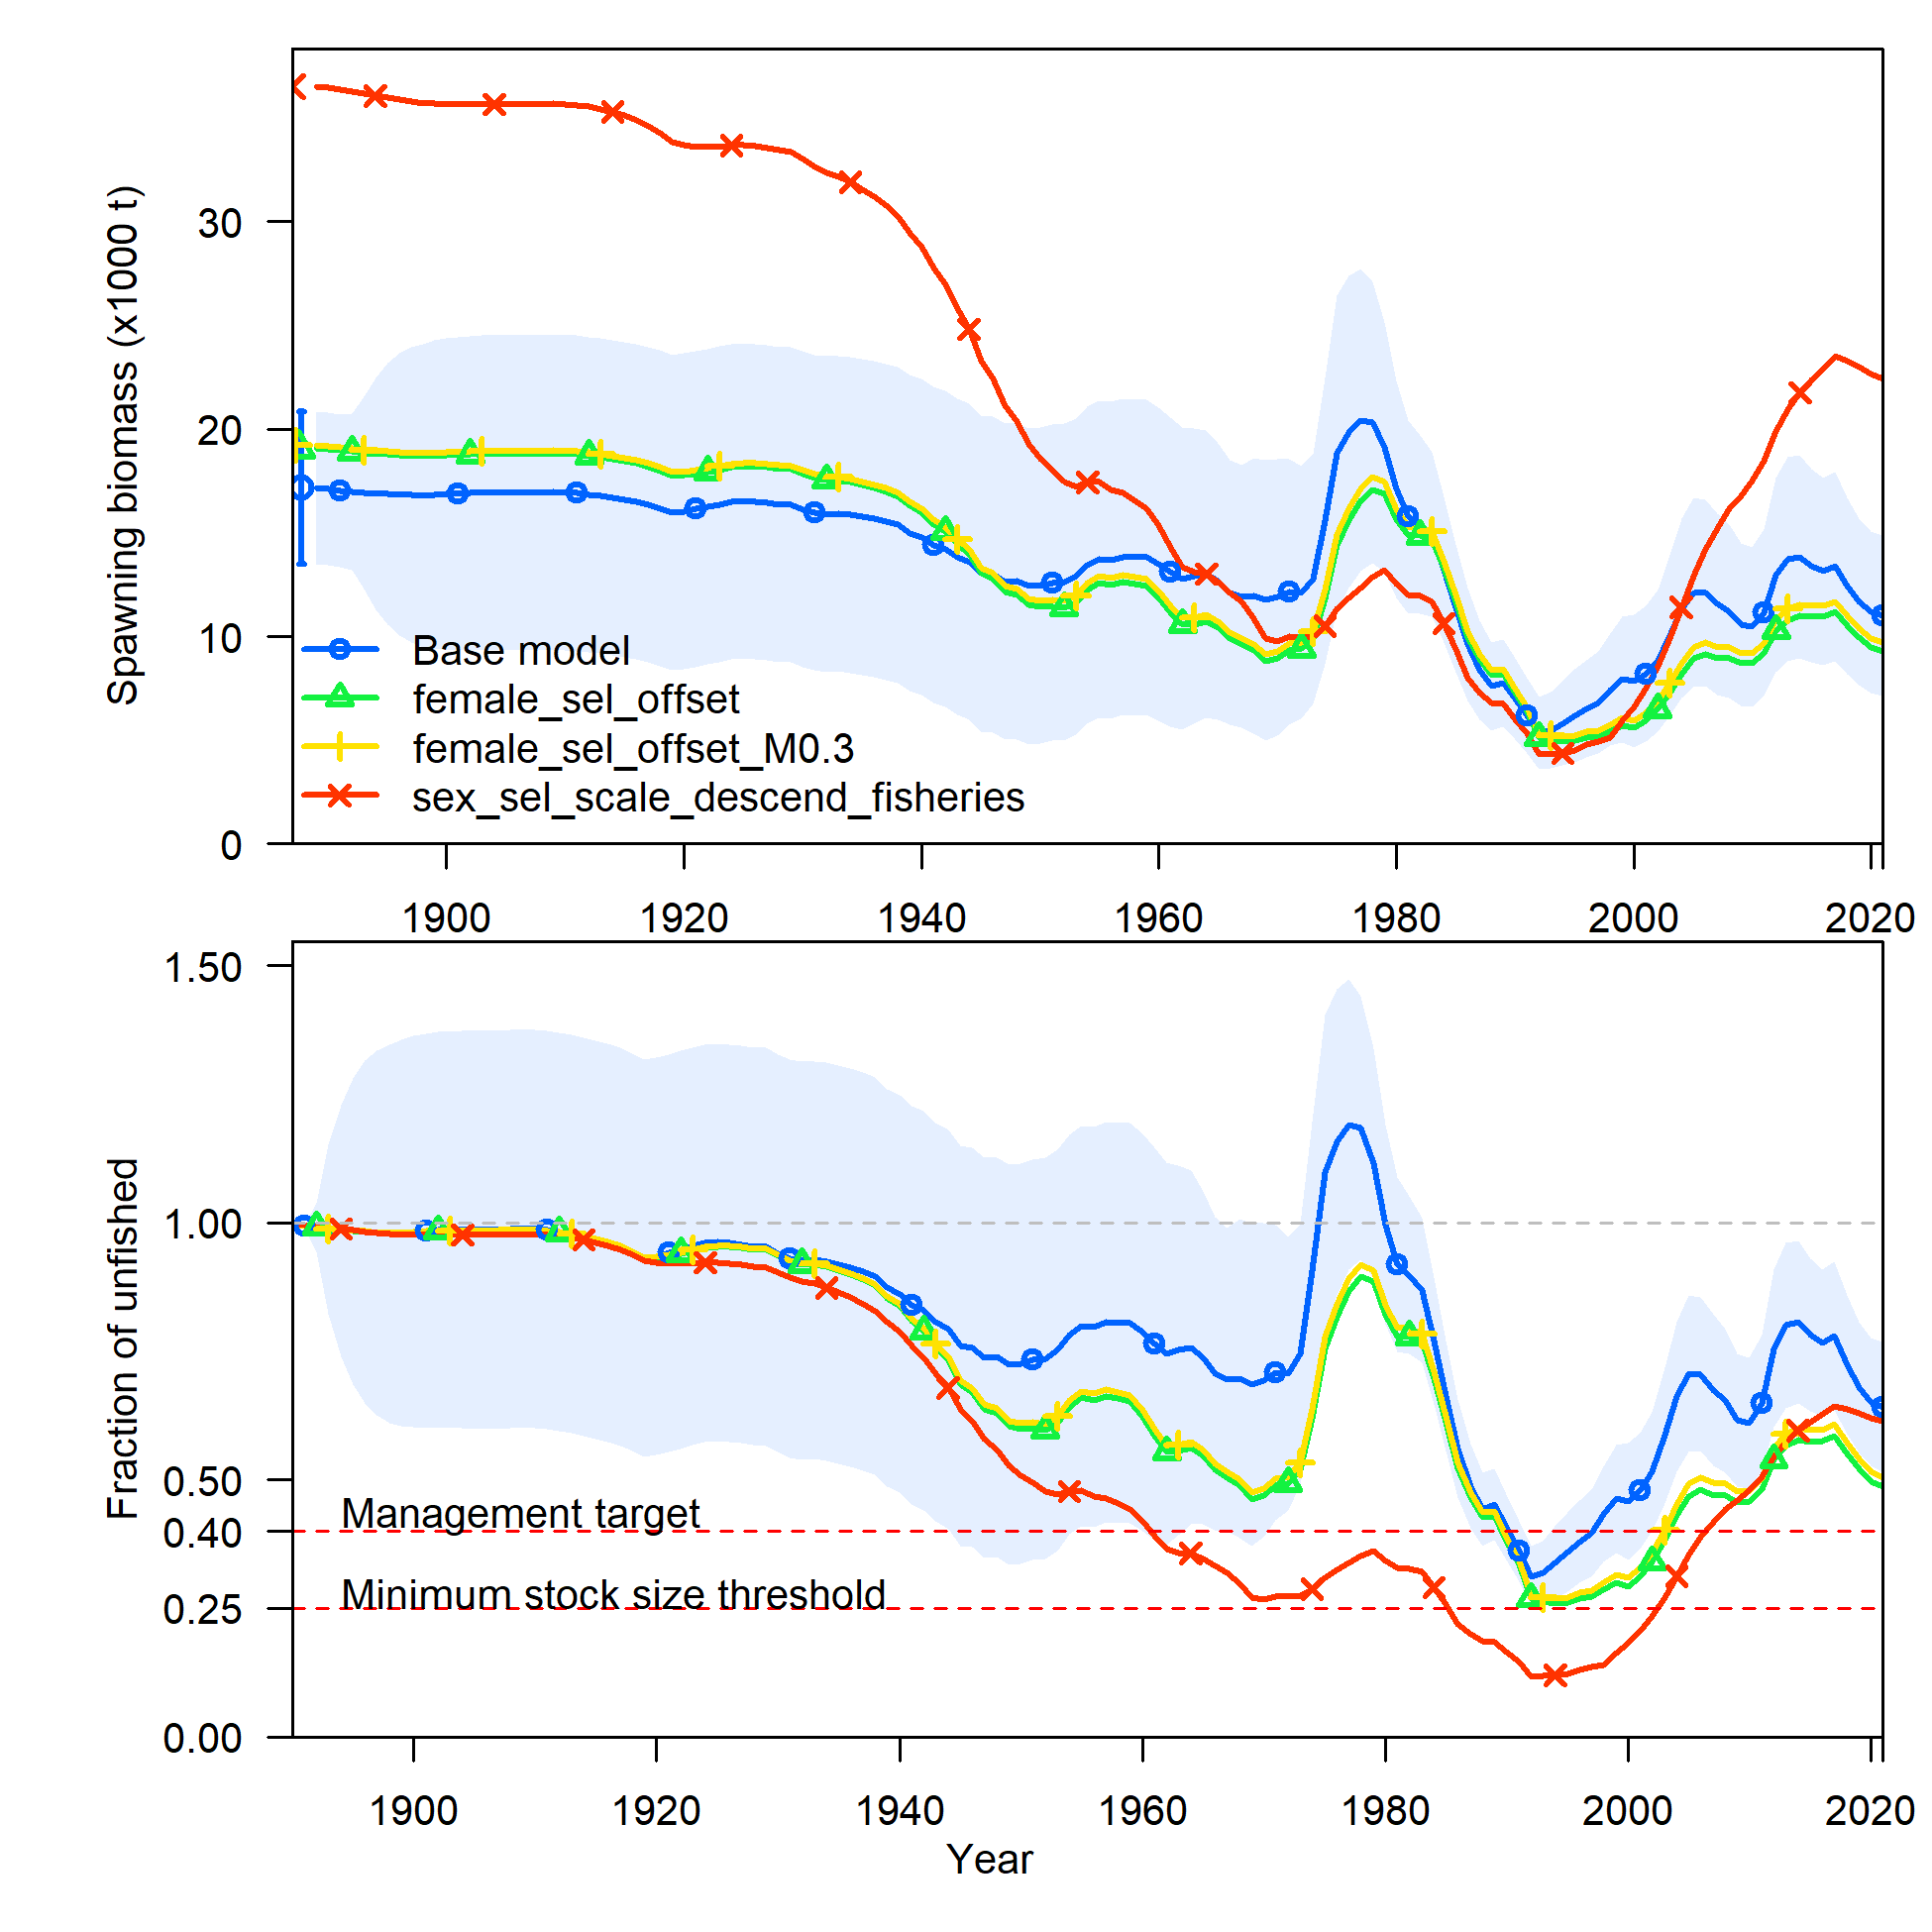 Spawning biomass (x1000 t)
30
20
10
0
Base model
female_sel_offset
female_sel_offset_M0.3
sex_sel_scale_descend_fisheries
1900 1920 1940 1960 1980 2000 2020
Fraction of unfished
1.50
1.00
0.50
0.40
0.25
0.00
Management target
Minimum stock size threshold
1900 1920 1940 1960 1980 2000 2020
Year